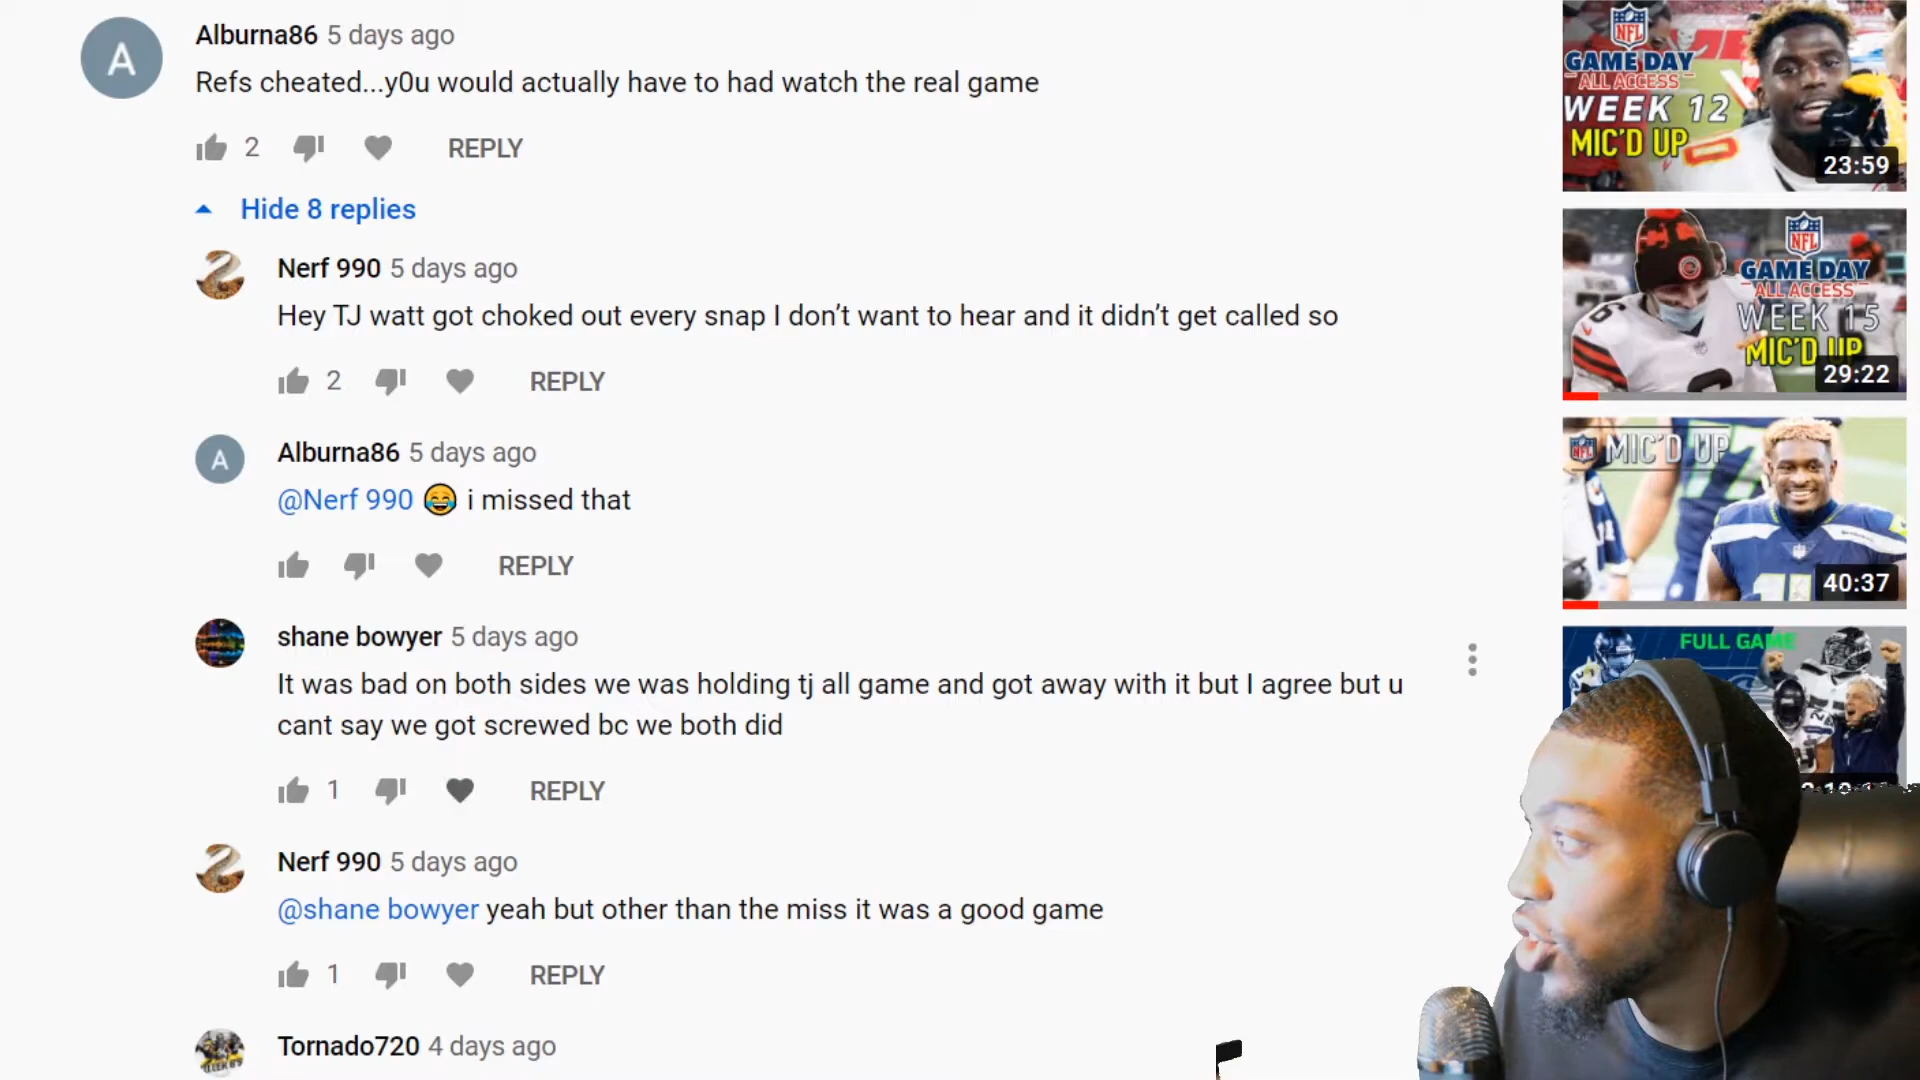 Alburna86 5 days ago
Refs cheated...y0u would actually have to had watch the real game
2 REPLY
Hide 8 replies
Nerf 990 5 days ago
Hey TJ watt got choked out every snap I don’t want to hear and it didn’t get called so
2 REPLY
A Alburna86 5 days ago
@Nerf 990 😂 i missed that
REPLY
shane bowyer 5 days ago
It was bad on both sides we was holding tj all game and got away with it but I agree but u
cant say we got screwed bc we both did
1 REPLY
Nerf 990 5 days ago
@shane bowyer yeah but other than the miss it was a good game
1 REPLY
Tornado720 4 days ago
A
NFL
GAME DAY
ALL ACCESS
WEEK 12
MIC'D UP
23:59
NFL
GAME DAY
ALL ACCESS
WEEK 15
MIC'D UP
29:22
NFL MIC'D UP
40:37
FULL GAME